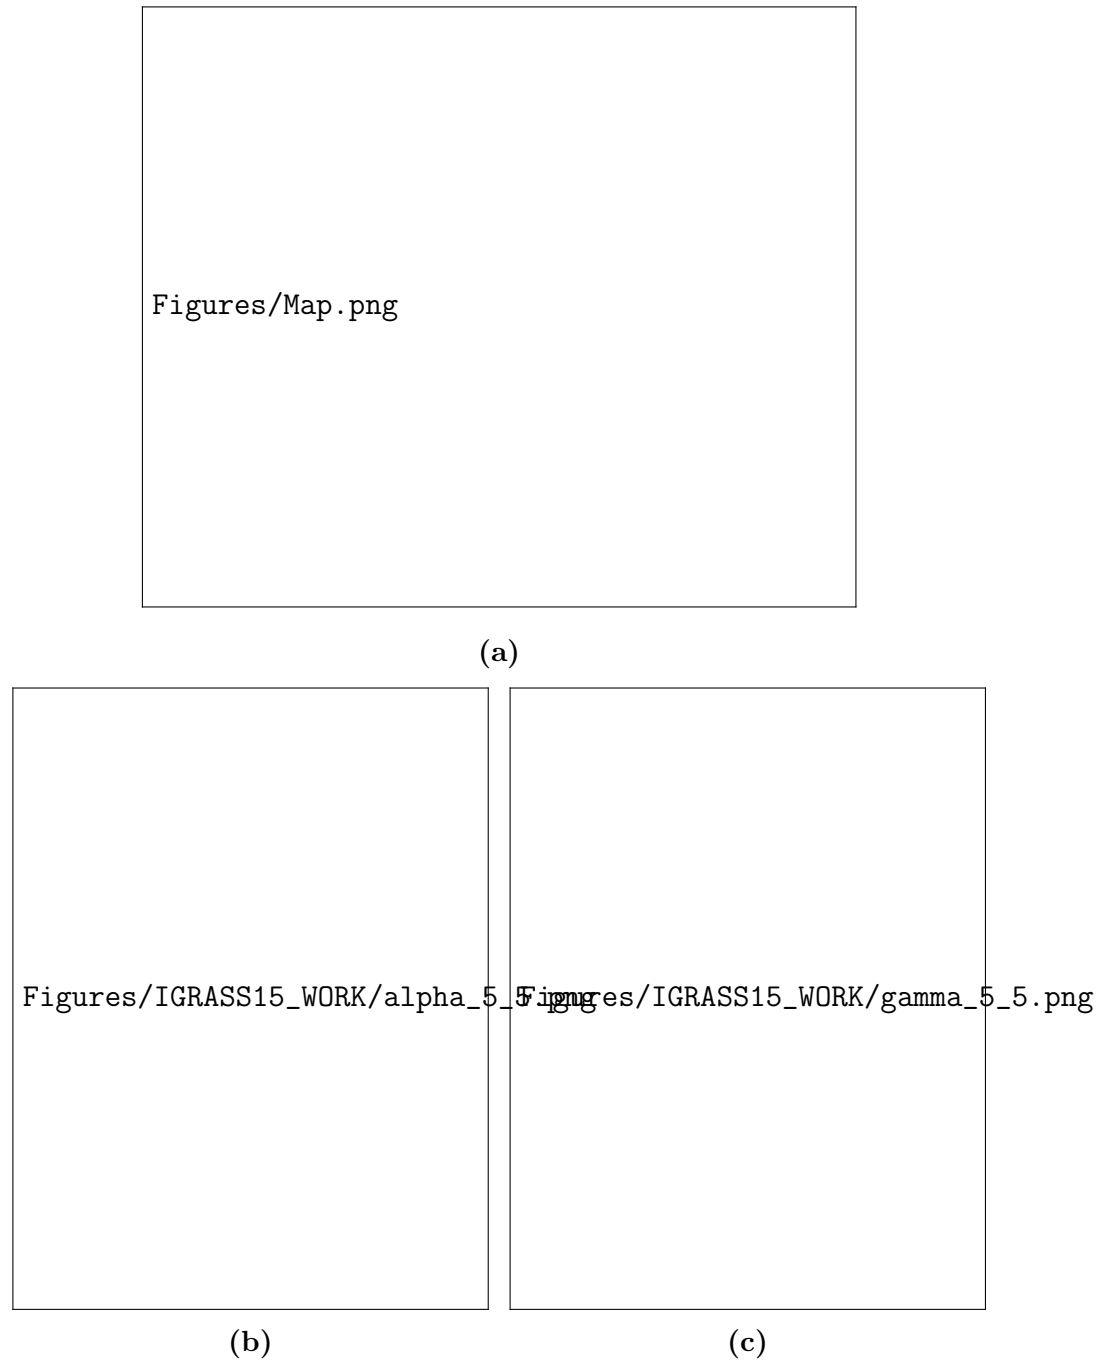 Figures/Map.png
(a)
Figures/IGRASS15_WORK/alpha_5_5.png
Figures/IGRASS15_WORK/gamma_5_5.png
(b)
(c)